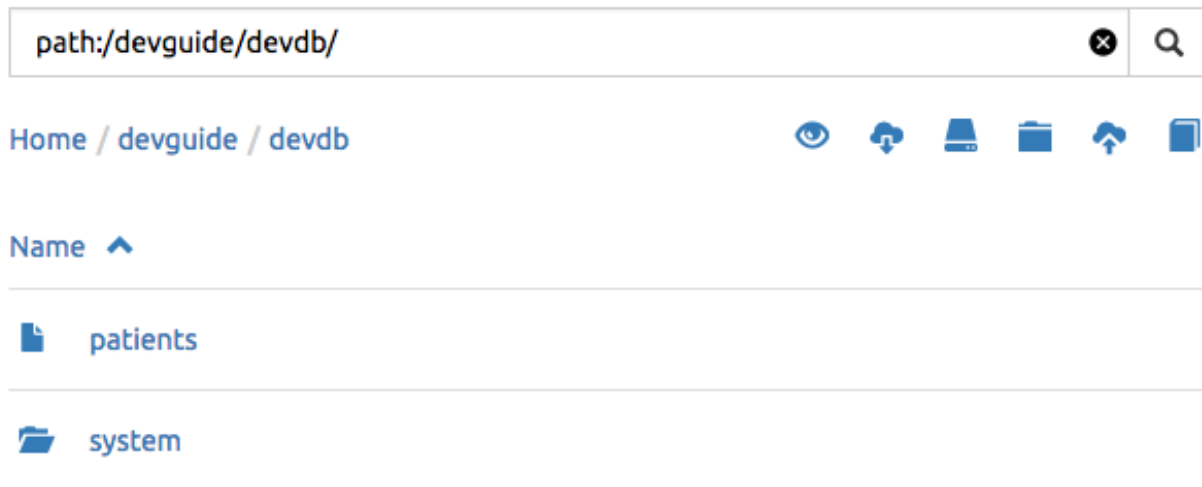 path:/devguide/devdb/
Home / devguide / devdb
Name
patients
system